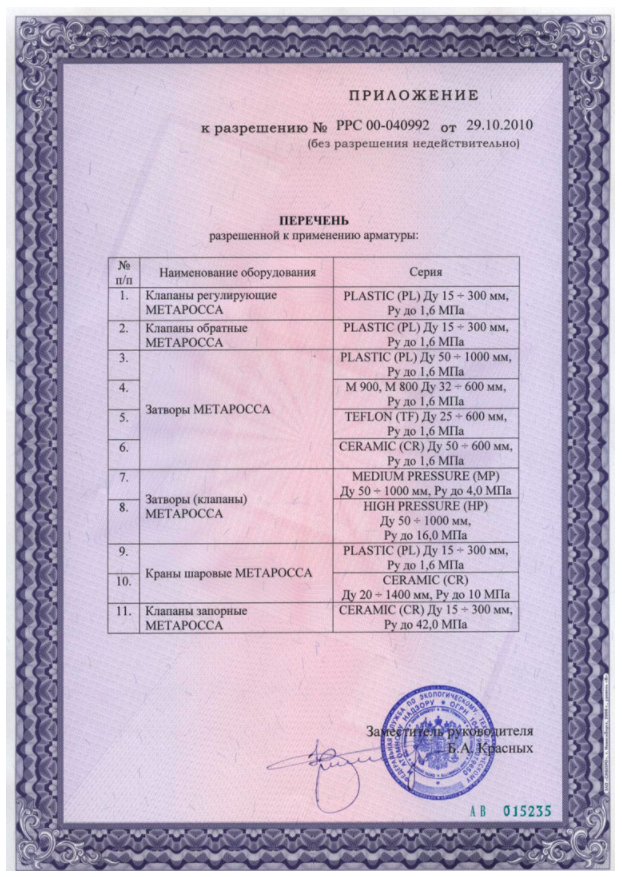 ПРИЛОЖЕНИЕ
к разрешению № РРС 00-040992 от 29.10.2010
(без разрешения недействительно)
ПЕРЕЧЕНЬ
разрешенной к применению арматуры:
№ п/п Наименование оборудования Серия
1. Клапаны регулирующие PLASTIC (PL) Ду 15 ÷ 300 мм,
МЕТАРОССА Ру до 1,6 МПа
2. Клапаны обратные PLASTIC (PL) Ду 15 ÷ 300 мм,
МЕТАРОССА Ру до 1,6 МПа
3. PLASTIC (PL) Ду 50 ÷ 1000 мм,
Ру до 1,6 МПа
4. М 900, М 800 Ду 32 ÷ 600 мм,
Ру до 1,6 МПа
Затворы МЕТАРОССА
5. TEFLON (TF) Ду 25 ÷ 600 мм,
Ру до 1,6 МПа
6. CERAMIC (CR) Ду 50 ÷ 600 мм,
Ру до 1,6 МПа
7. MEDIUM PRESSURE (MP)
Ду 50 ÷ 1000 мм, Ру до 4,0 МПа
Затворы (клапаны)
МЕТАРОССА
8. HIGH PRESSURE (HP)
Ду 50 ÷ 1000 мм,
Ру до 16,0 МПа
9. PLASTIC (PL) Ду 15 ÷ 300 мм,
Ру до 1,6 МПа
Краны шаровые МЕТАРОССА
10. CERAMIC (CR)
Ду 20 ÷ 1400 мм, Ру до 10 МПа
11. Клапаны запорные CERAMIC (CR) Ду 15 ÷ 300 мм,
МЕТАРОССА Ру до 42,0 МПа
Заместитель руководителя
Б.А. Красных
АВ 015235